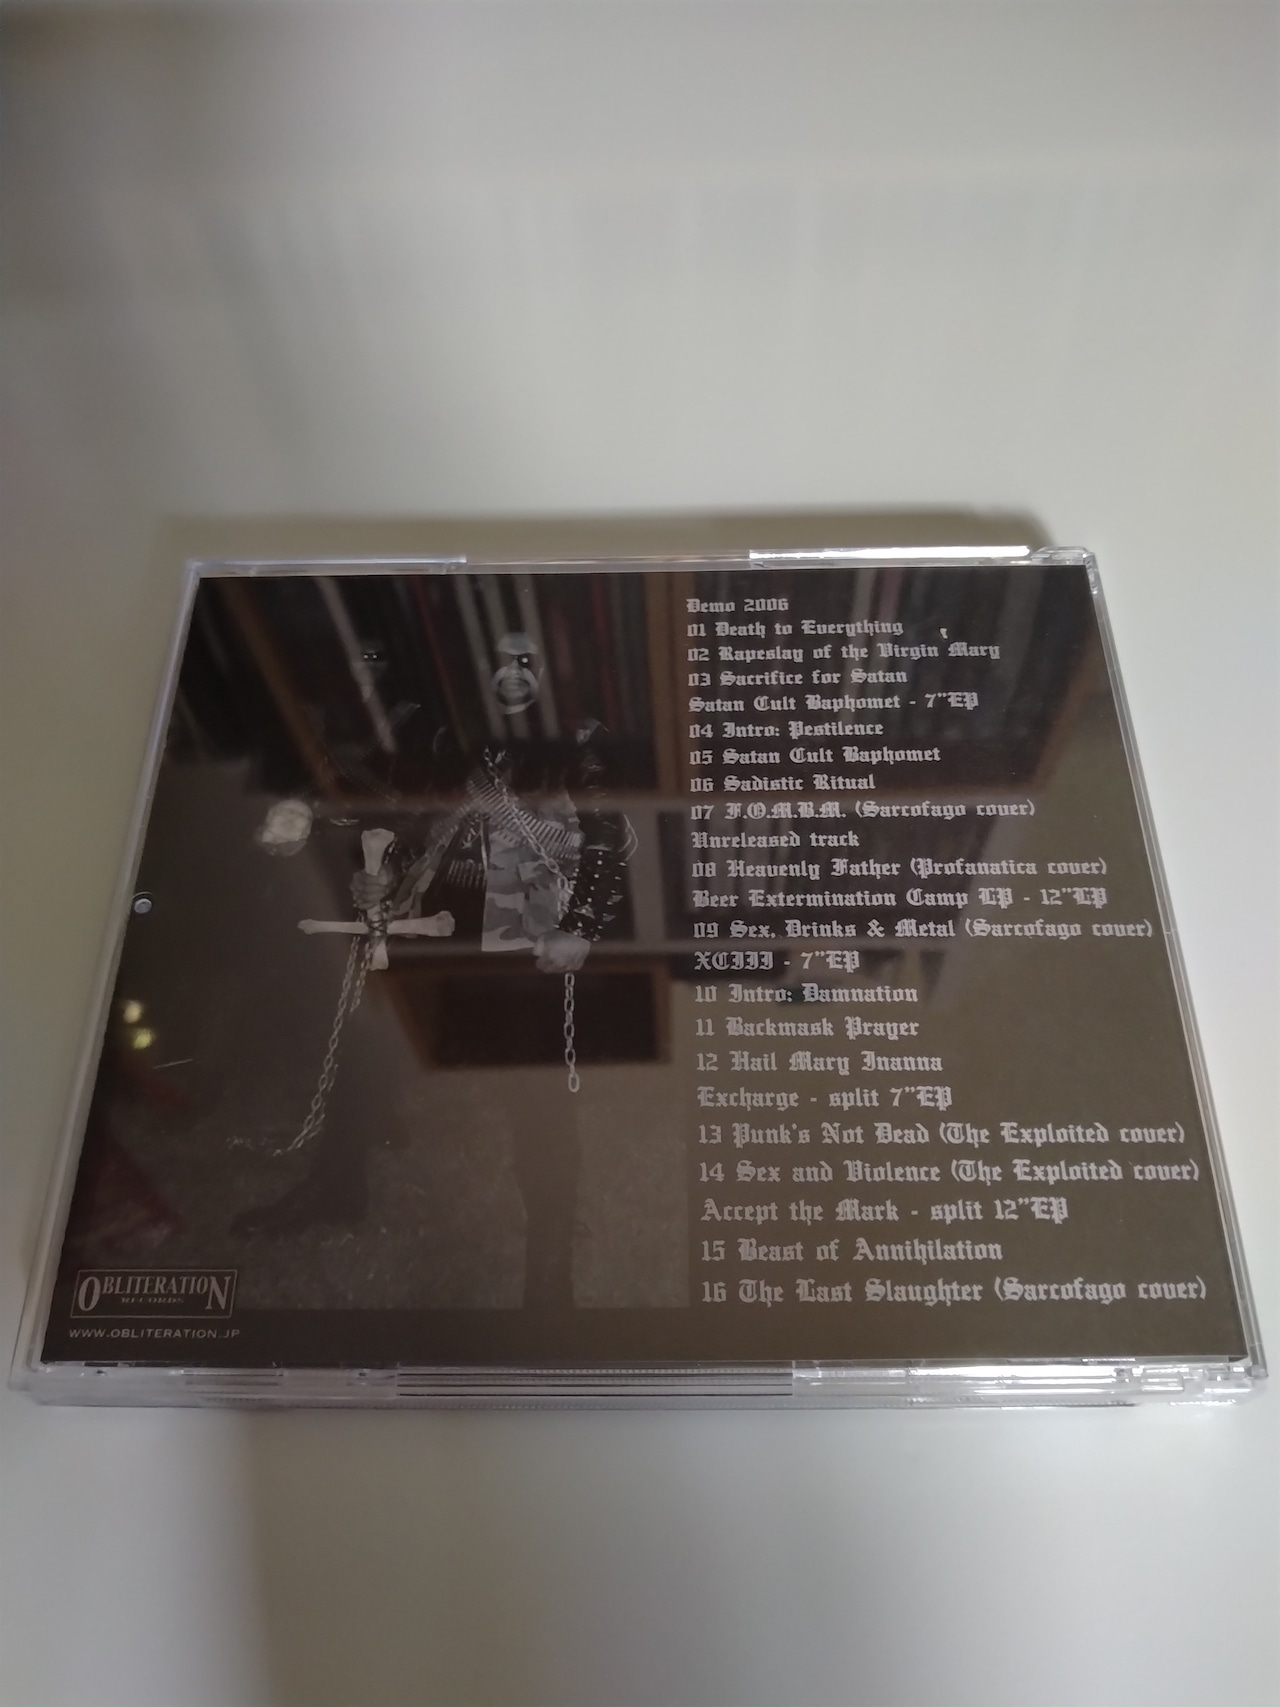 Demo 2006
01 Death to Everything
02 Rapeslay of the Virgin Mary
03 Sacrifice for Satan
Satan Cult Baphomet - 7"EP
04 Intro: Pestilence
05 Satan Cult Baphomet
06 Sadistic Ritual
07 F.O.M.B.M. (Sarcofago cover)
Unreleased track
08 Heavenly Father (Profanatica cover)
Beer Extermination Camp LP - 12"LP
09 Sex, Drinks & Metal (Sarcofago cover)
XCIII - 7"EP
10 Intro: Damnation
11 Backmask Prayer
12 Hail Mary Inanna
Excharge - split 7"EP
13 Punk's Not Dead (The Exploited cover)
14 Sex and Violence (The Exploited cover)
Accept the Mark - split 12"EP
15 Beast of Annihilation
16 The Last Slaughter (Sarcofago cover)
OBLITERATION
RECORDS
WWW.OBLITERATION.JP